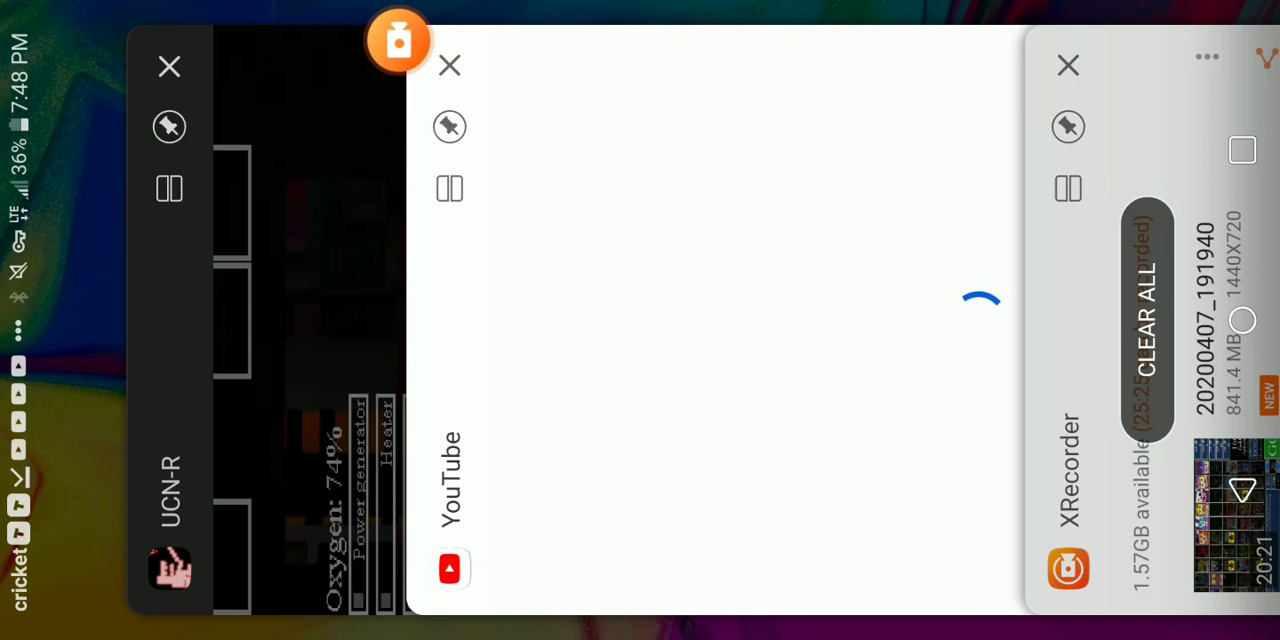 cricket 36% 7:48 PM
LTE
UCN-R
Oxygen: 74%
Power generator
Heater
YouTube
XRecorder
1.57GB available
CLEAR ALL
20200407_191940
841.4 MB 1440X720
NEW
20:21